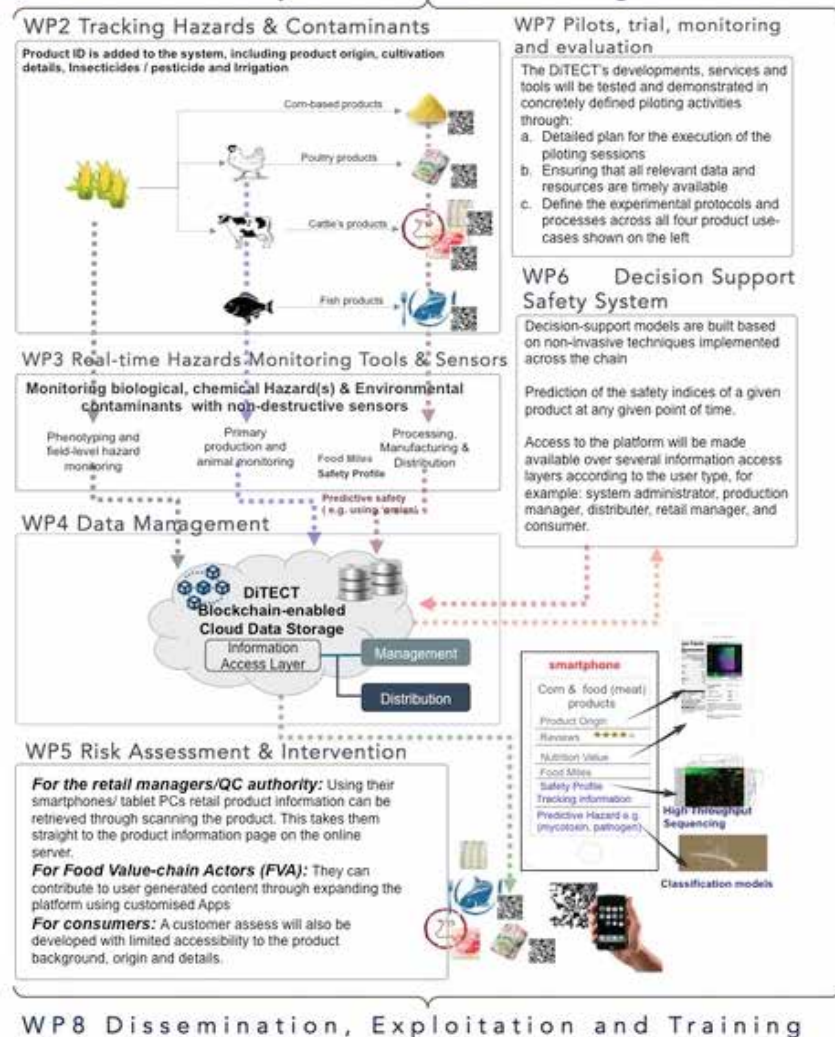 WP2 Tracking Hazards & Contaminants
Product ID is added to the system, including product origin, cultivation
details, Insecticides / pesticide and Irrigation
Corn-based products
Poultry products
Cattle's products
Fish products
WP3 Real-time Hazards Monitoring Tools & Sensors
Monitoring biological, chemical Hazard(s) & Environmental
contaminants with non-destructive sensors
Phenotyping and
field-level hazard
monitoring
Primary
production and
animal monitoring
Food Miles
Safety Profile
Processing,
Manufacturing &
Distribution
Predictive safety
( e.g. using
WP4 Data Management
DiTECT
Blockchain-enabled
Cloud Data Storage
Information
Access Layer
Management
Distribution
WP5 Risk Assessment & Intervention
For the retail managers/QC authority: Using their
smartphones/ tablet PCs retail product information can be
retrieved through scanning the product. This takes them
straight to the product information page on the online
server.
For Food Value-chain Actors (FVA): They can
contribute to user generated content through expanding the
platform using customised Apps
For consumers: A customer assess will also be
developed with limited accessibility to the product
background, origin and details.
WP7 Pilots, trial, monitoring
and evaluation
The DiTECT's developments, services and
tools will be tested and demonstrated in
concretely defined piloting activities
through:
a. Detailed plan for the execution of the
piloting sessions
b. Ensuring that all relevant data and
resources are timely available
c. Define the experimental protocols and
processes across all four product use-
cases shown on the left
WP6 Decision Support
Safety System
Decision-support models are built based
on non-invasive techniques implemented
across the chain
Prediction of the safety indices of a given
product at any given point of time.
Access to the platform will be made
available over several information access
layers according to the user type, for
example: system administrator, production
manager, distributer, retail manager, and
consumer.
smartphone
Corn & food (meat)
products
Product Origin
Reviews
Nutrition Value
Food Miles
Safety Profile
Tracking information
Predictive Hazard e.g.
(mycotoxin, pathogen)
High Throughput
Sequencing
Classification models
WP8 Dissemination, Exploitation and Training